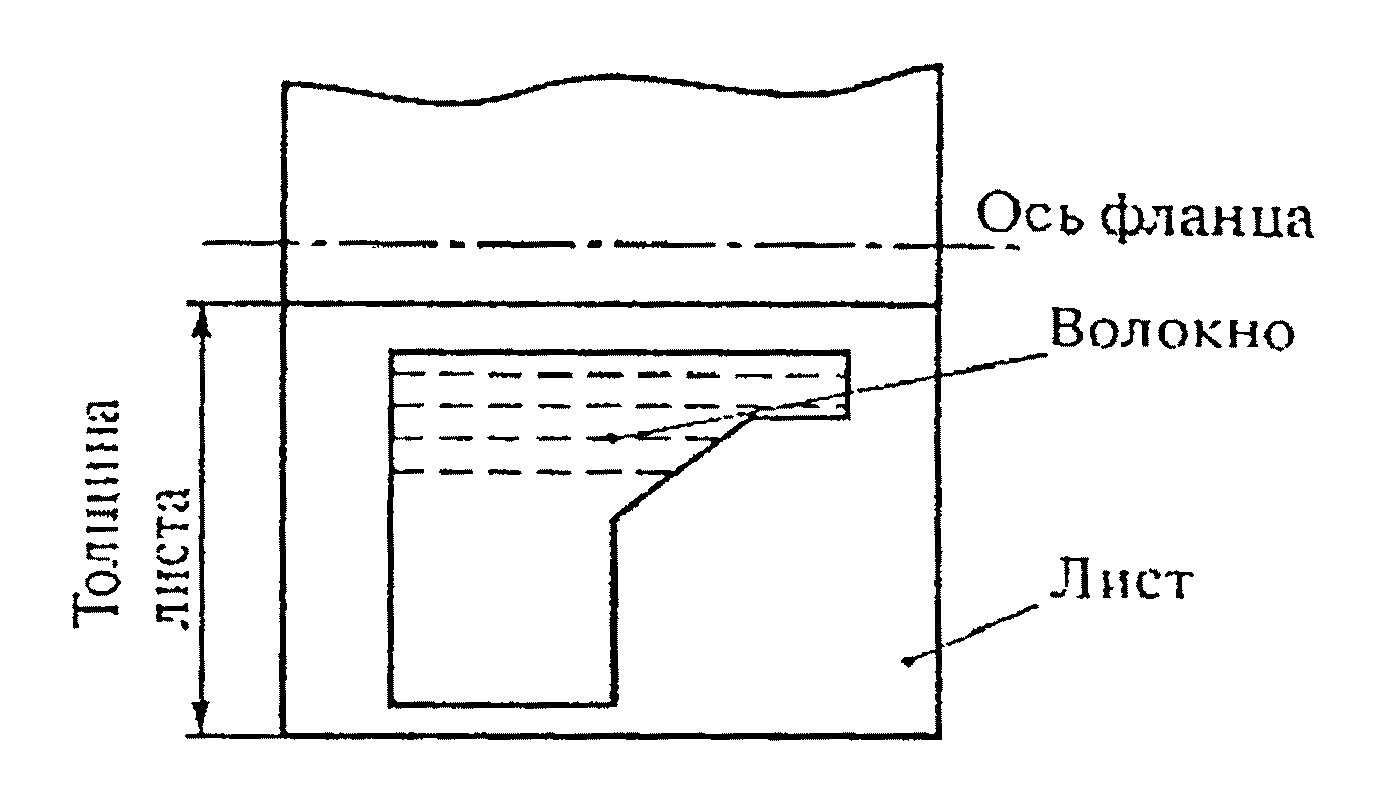 Ось фланца
Волокно
Толщина
листа
Лист